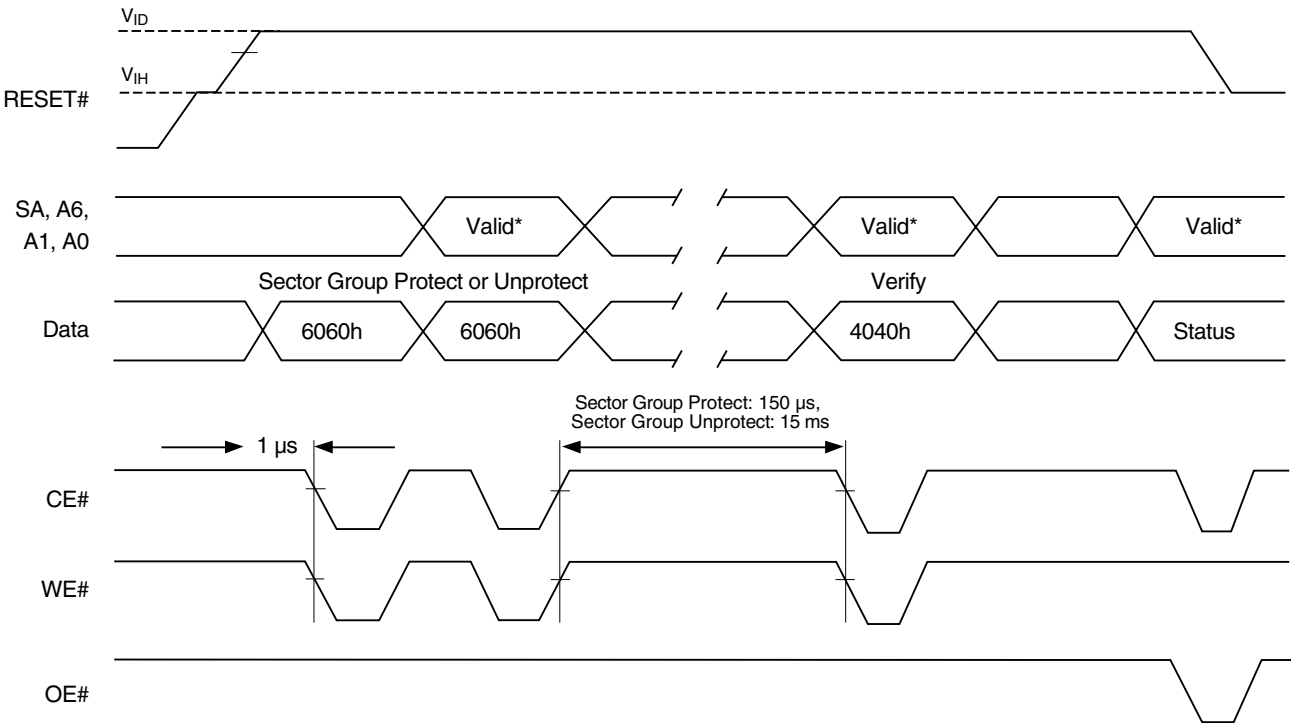 VID
VIH
RESET#
SA, A6,
A1, A0
Valid* Valid* Valid*
Sector Group Protect or Unprotect Verify
Data 6060h 6060h 4040h Status
Sector Group Protect: 150 µs,
Sector Group Unprotect: 15 ms
1 µs
CE#
WE#
OE#